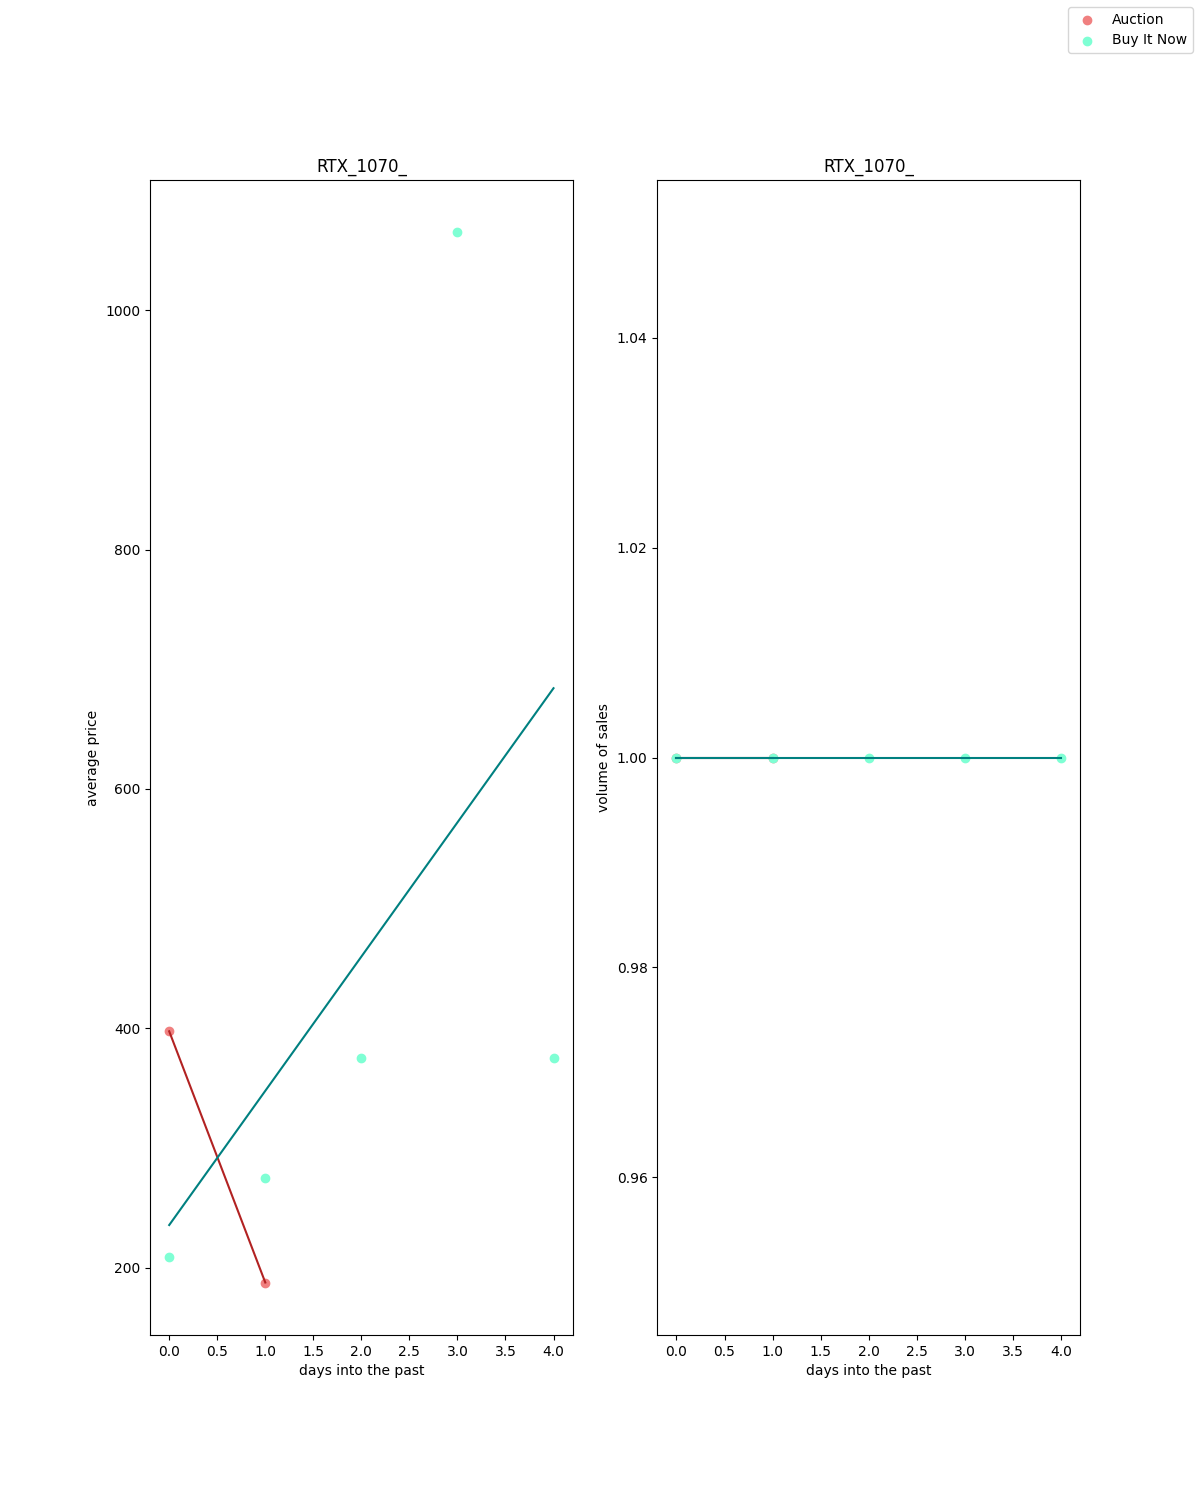 Auction
Buy It Now
RTX_1070_
average price
1000
800
600
400
200
0.0 0.5 1.0 1.5 2.0 2.5 3.0 3.5 4.0
days into the past
RTX_1070_
volume of sales
1.04
1.02
1.00
0.98
0.96
0.0 0.5 1.0 1.5 2.0 2.5 3.0 3.5 4.0
days into the past